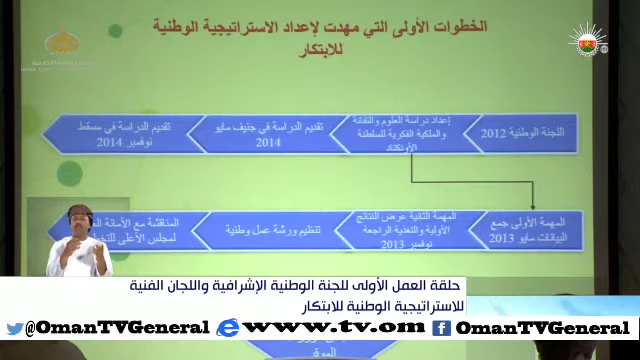 الخطوات الأولى التي مهدت لإعداد الاستراتيجية الوطنية
للابتكار
اللجنة الوطنية 2012
إعداد دراسة العلوم والتقانة
والملكية الفكرية للسلطنة
الأونكتاد
تقديم الدراسة في جنيف مايو
2014
تقديم الدراسة في مسقط
نوفمبر 2014
المهمة الأولى جمع
البيانات مايو 2013
المهمة الثانية عرض النتائج
الأولية والتغذية الراجعة
نوفمبر 2013
تنظيم ورشة عمل وطنية
المناقشة مع الأمانة
لمجلس الأعلى
حلقة العمل الأولى للجنة الوطنية الإشرافية واللجان الفنية
للاستراتيجية الوطنية للابتكار
@OmanTVGeneral www.tv.om OmanTVGeneral